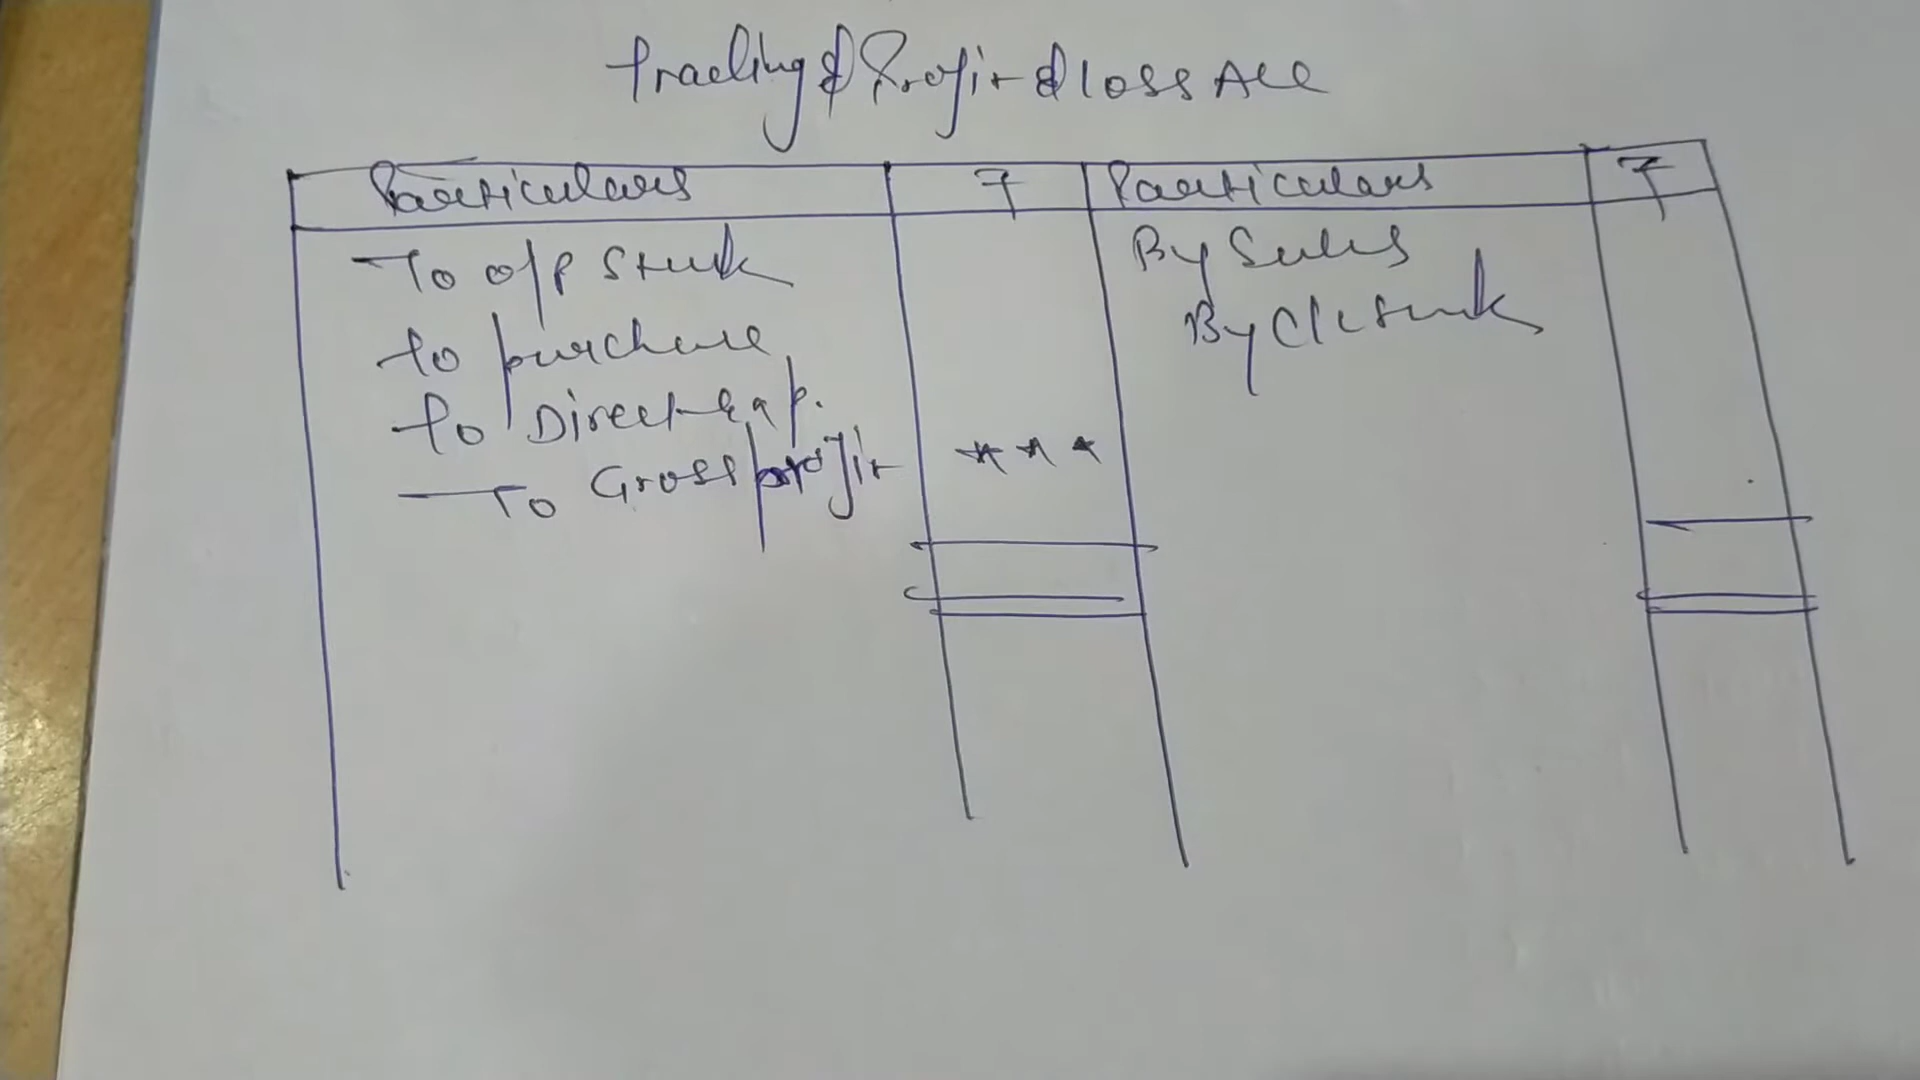 Trading & Profit & Loss Acc
Particulars ₹ Particulars ₹
To o/p Stock
To purchase
To Direct Exp.
To Gross profit ***
By Sales
By Cl Stock